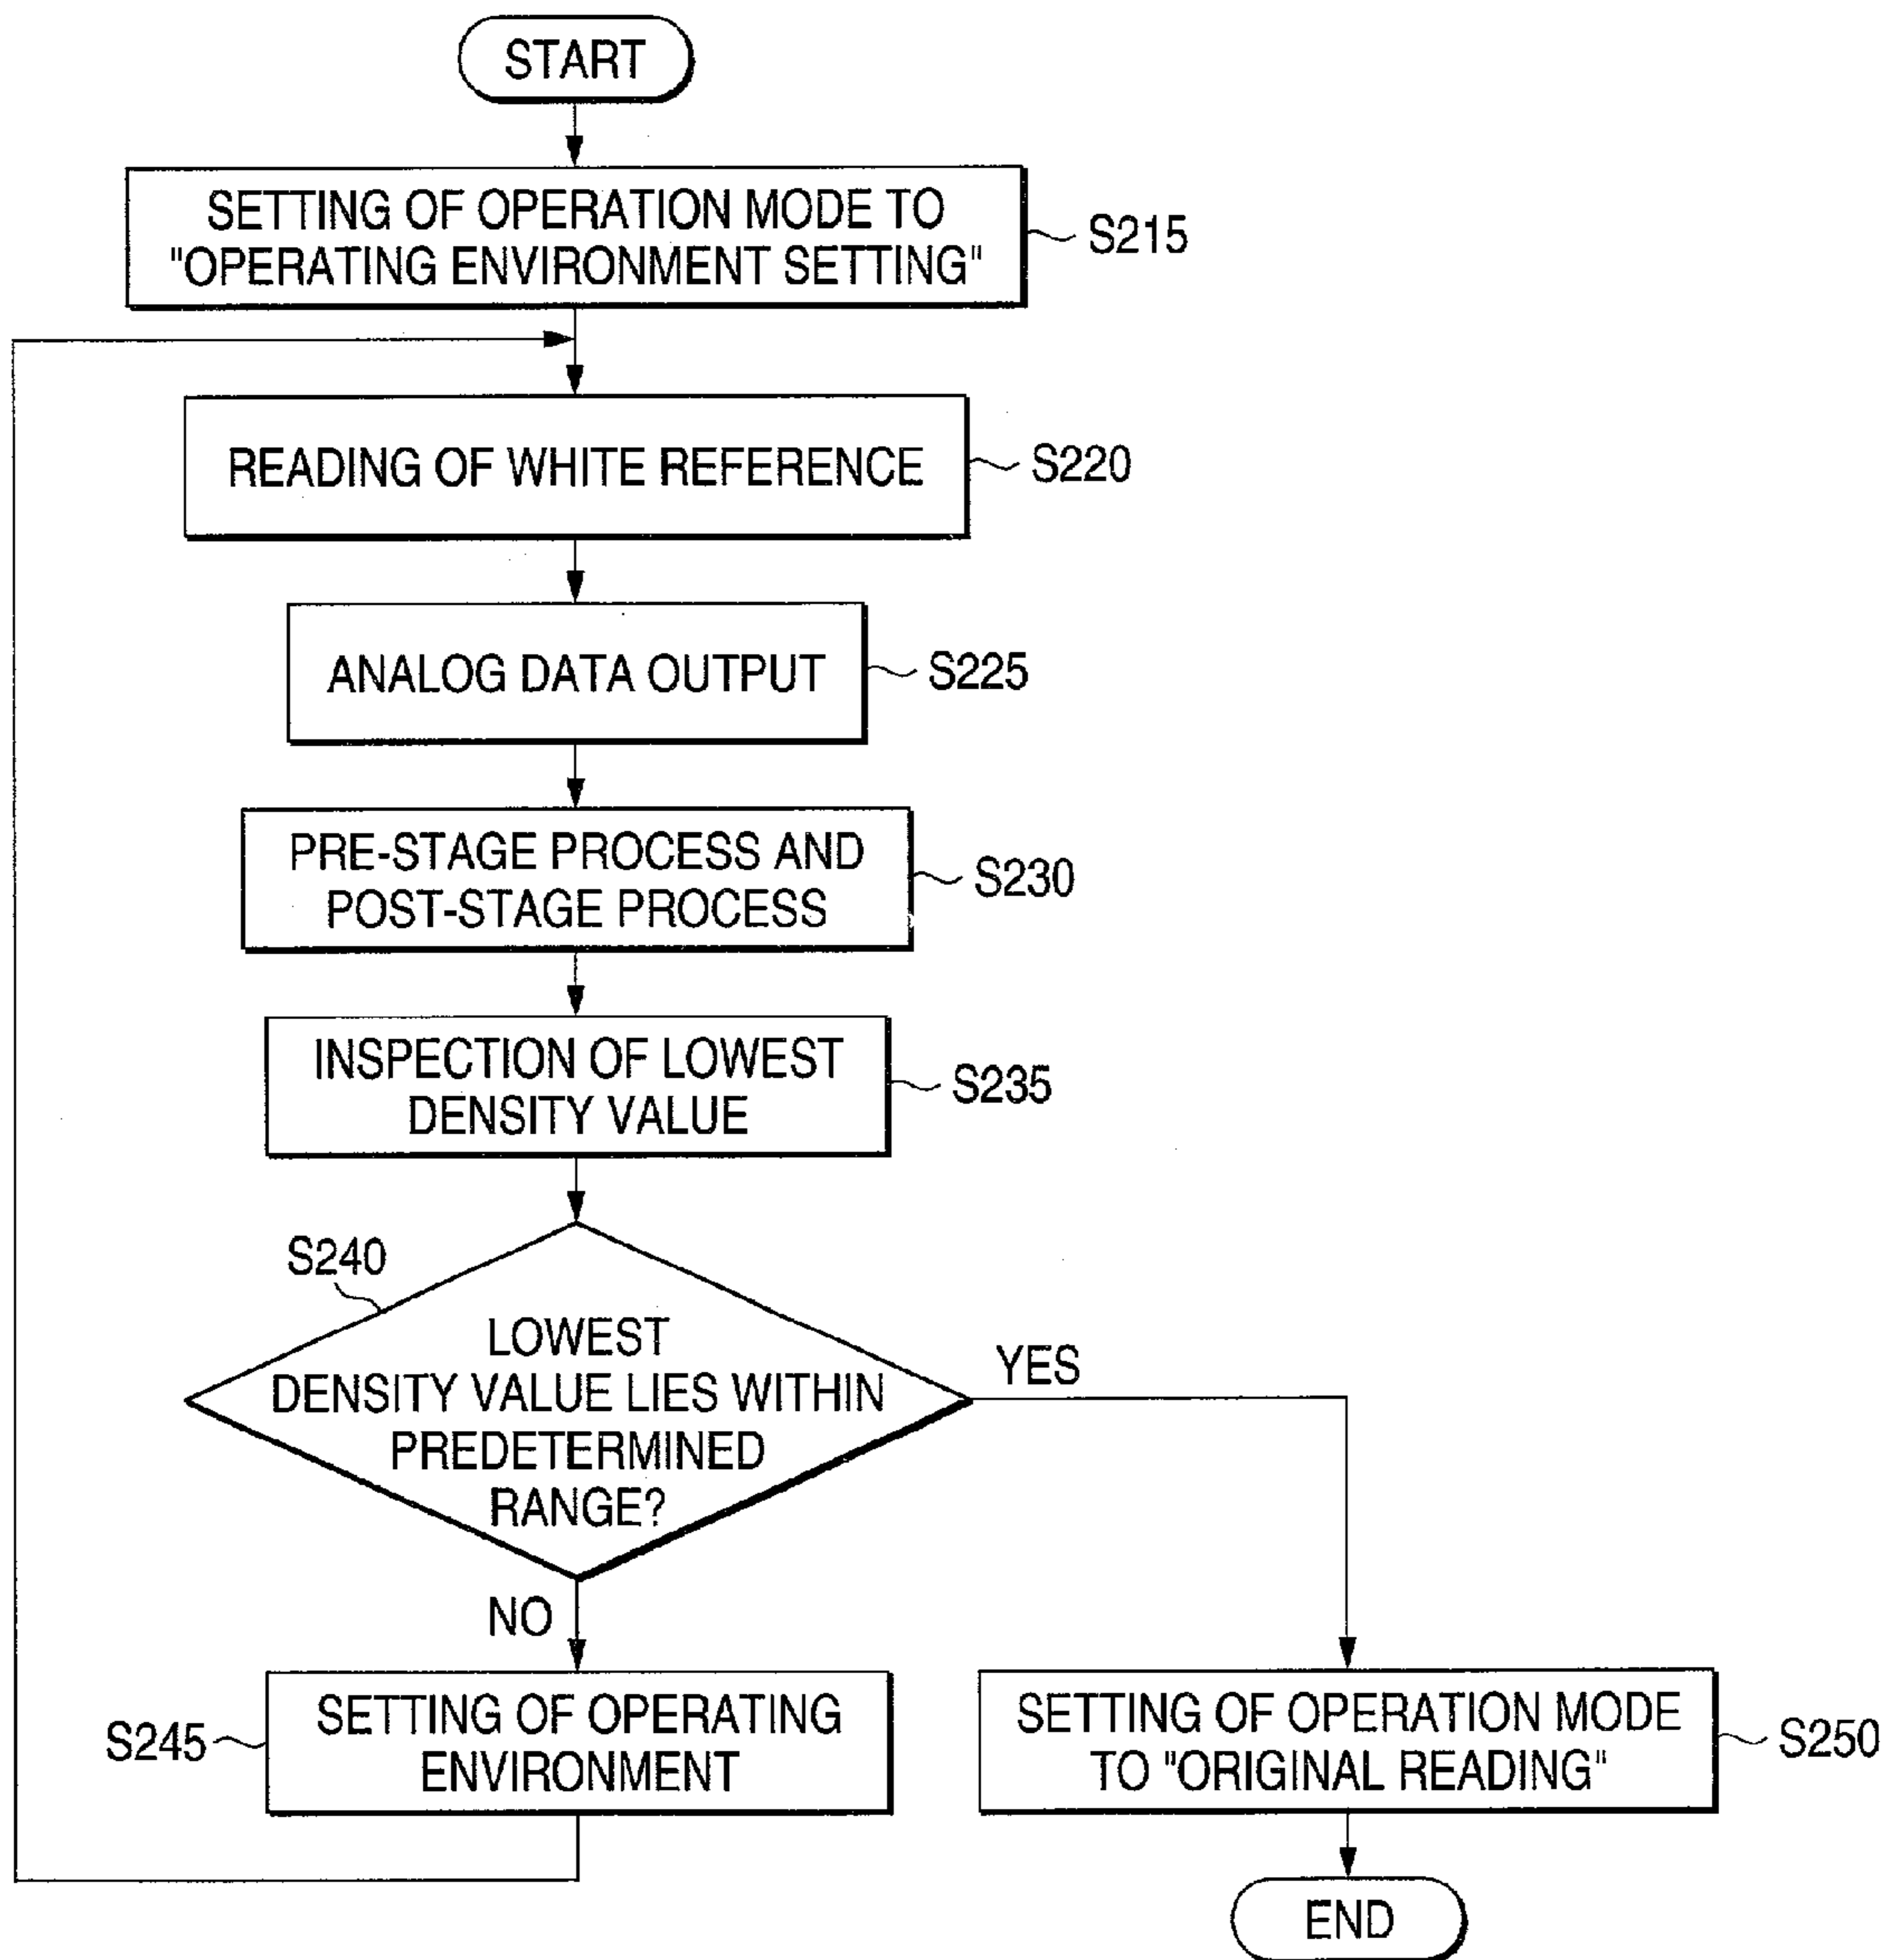 START
SETTING OF OPERATION MODE TO
"OPERATING ENVIRONMENT SETTING"
S215
READING OF WHITE REFERENCE
S220
ANALOG DATA OUTPUT
S225
PRE-STAGE PROCESS AND
POST-STAGE PROCESS
S230
INSPECTION OF LOWEST
DENSITY VALUE
S235
S240
LOWEST
DENSITY VALUE LIES WITHIN
PREDETERMINED
RANGE?
YES
NO
S245
SETTING OF OPERATING
ENVIRONMENT
SETTING OF OPERATION MODE
TO "ORIGINAL READING"
S250
END